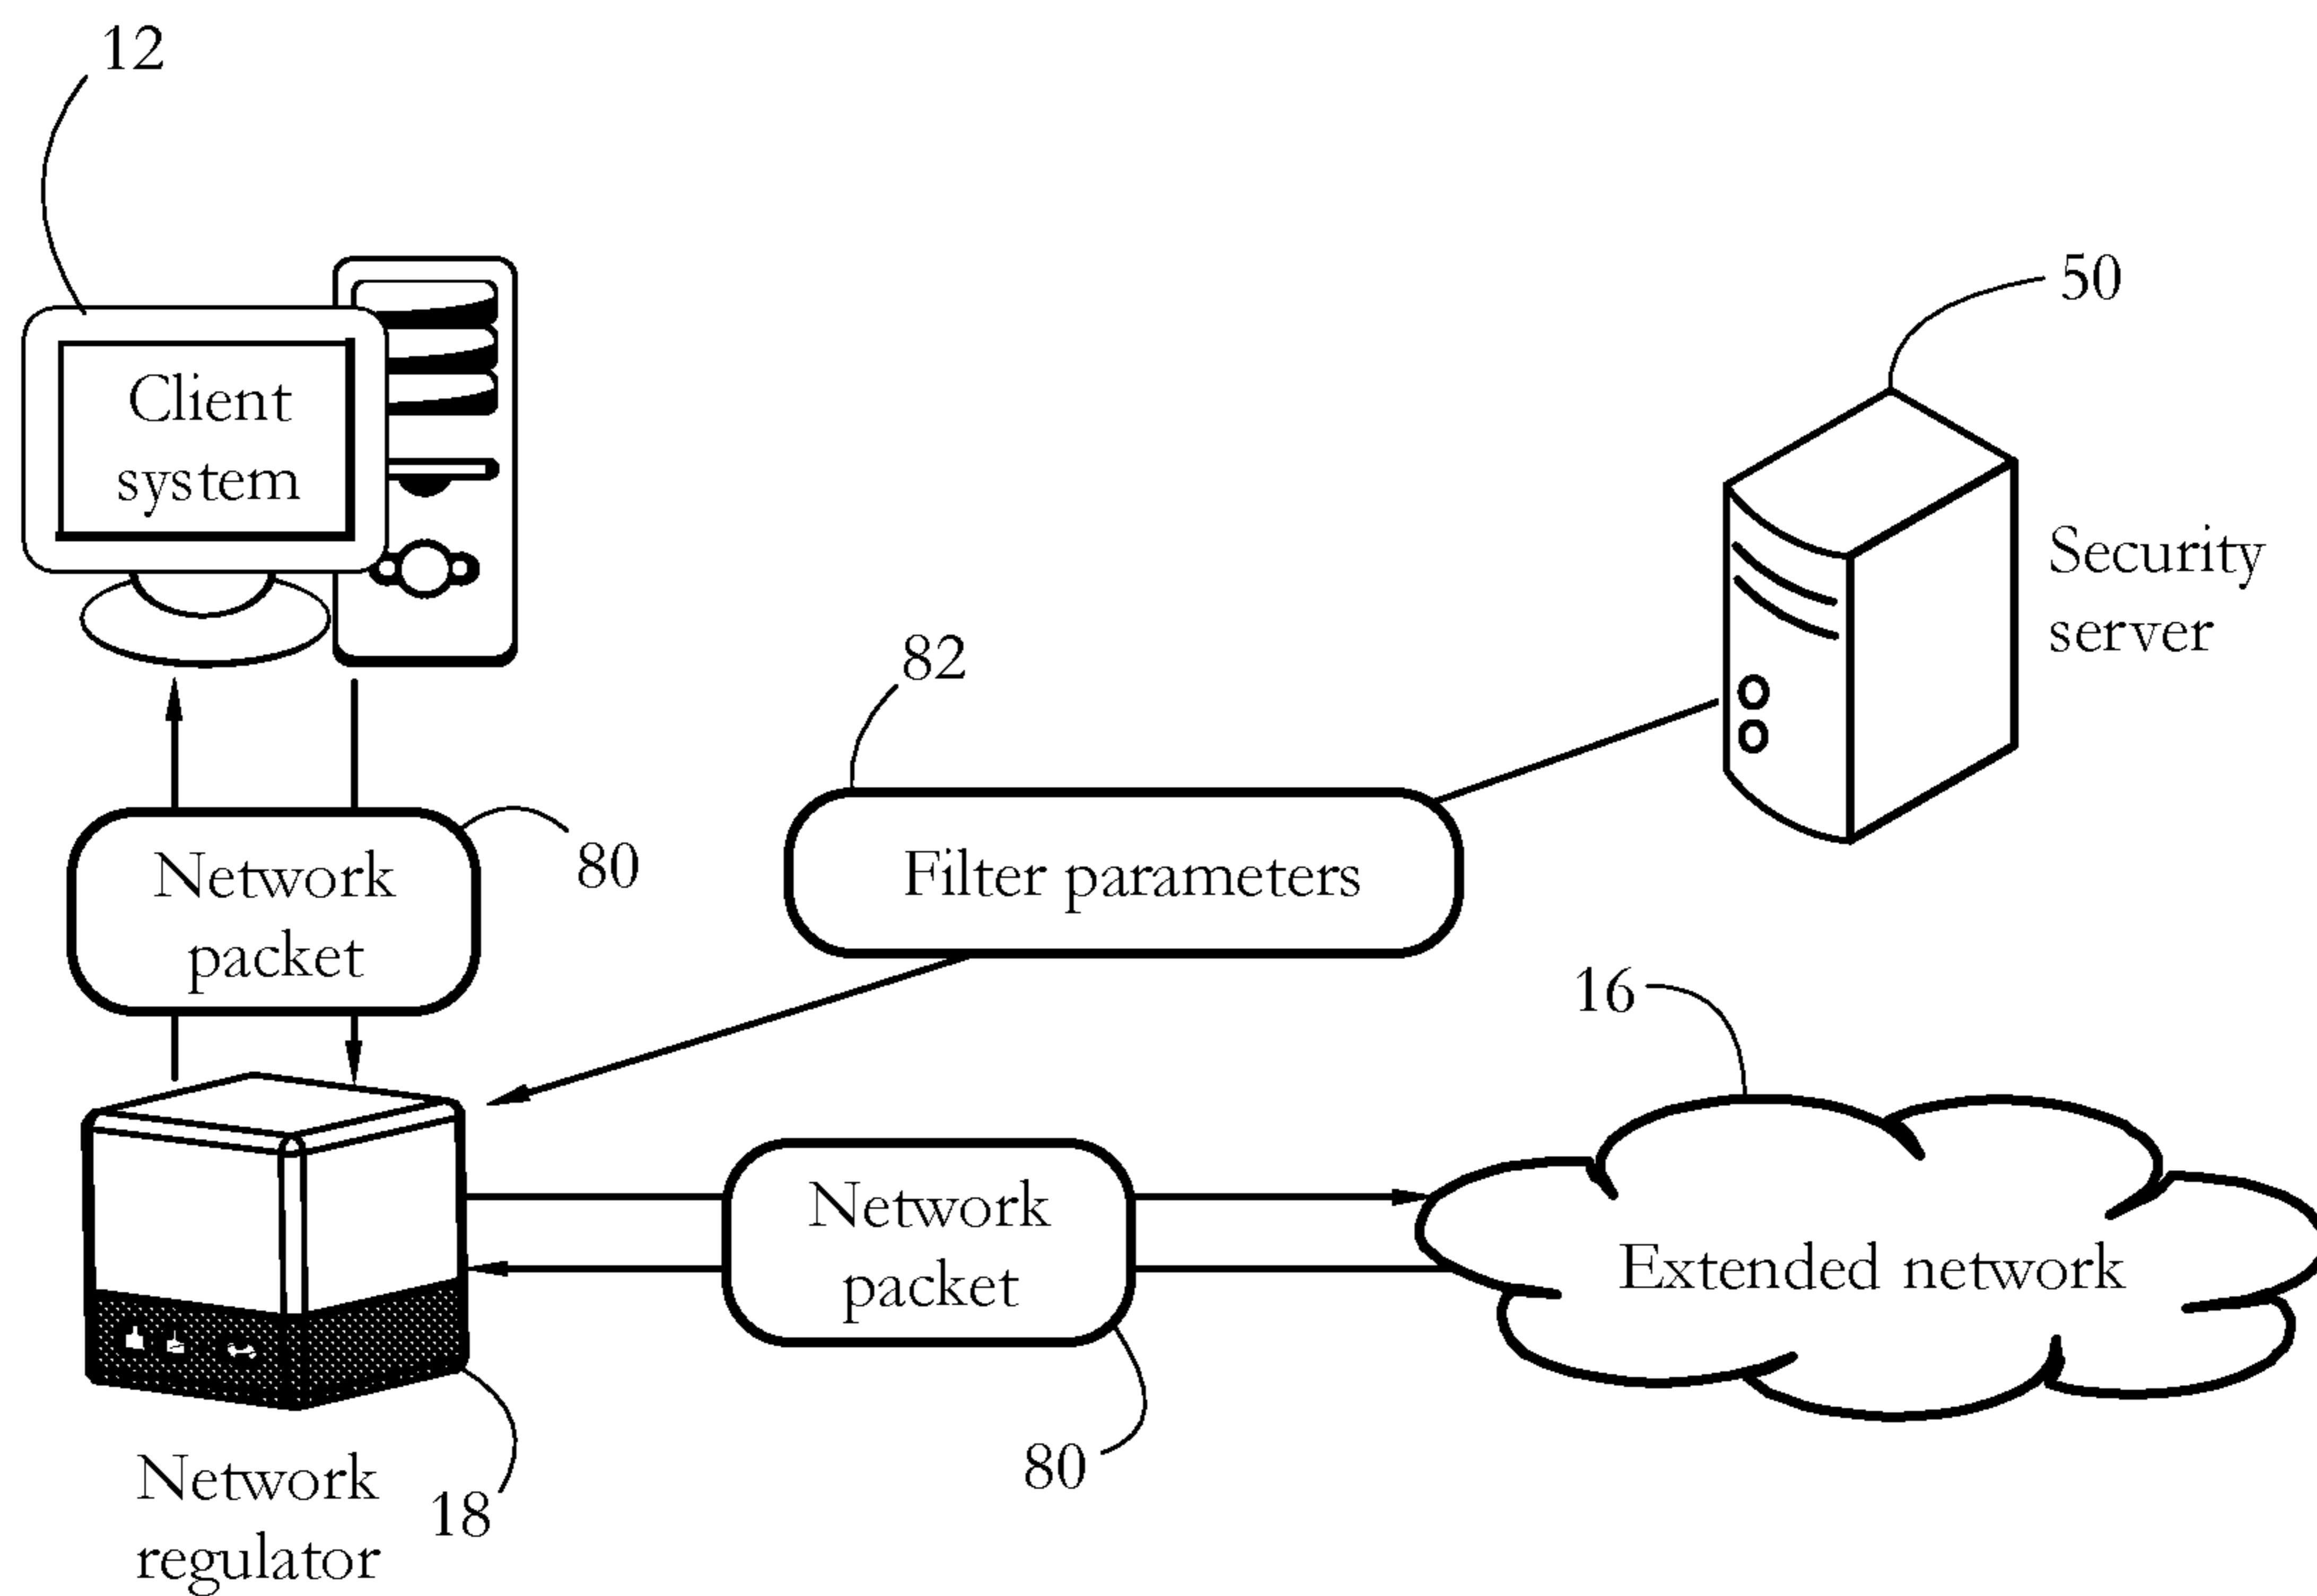 12
50
Client
system
Security
server
82
80
Network
packet
Filter parameters
16
Network
packet
Extended network
80
Network
regulator
18